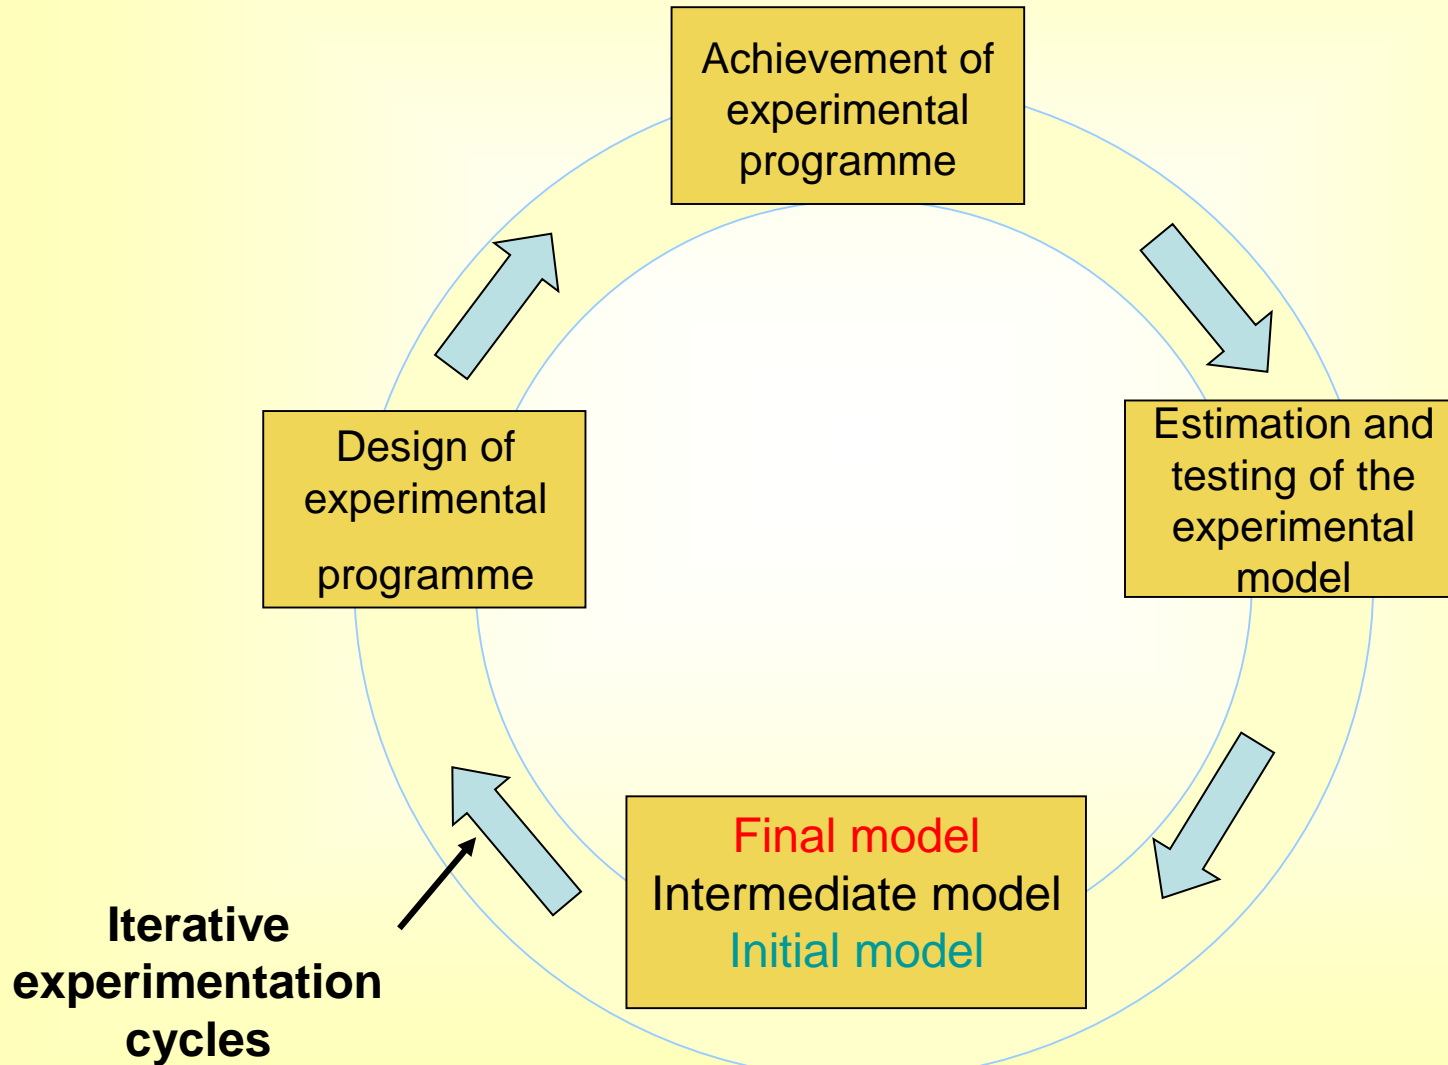 Achievement of
experimental
programme
Design of
experimental
programme
Estimation and
testing of the
experimental
model
Final model
Intermediate model
Initial model
Iterative
experimentation
cycles